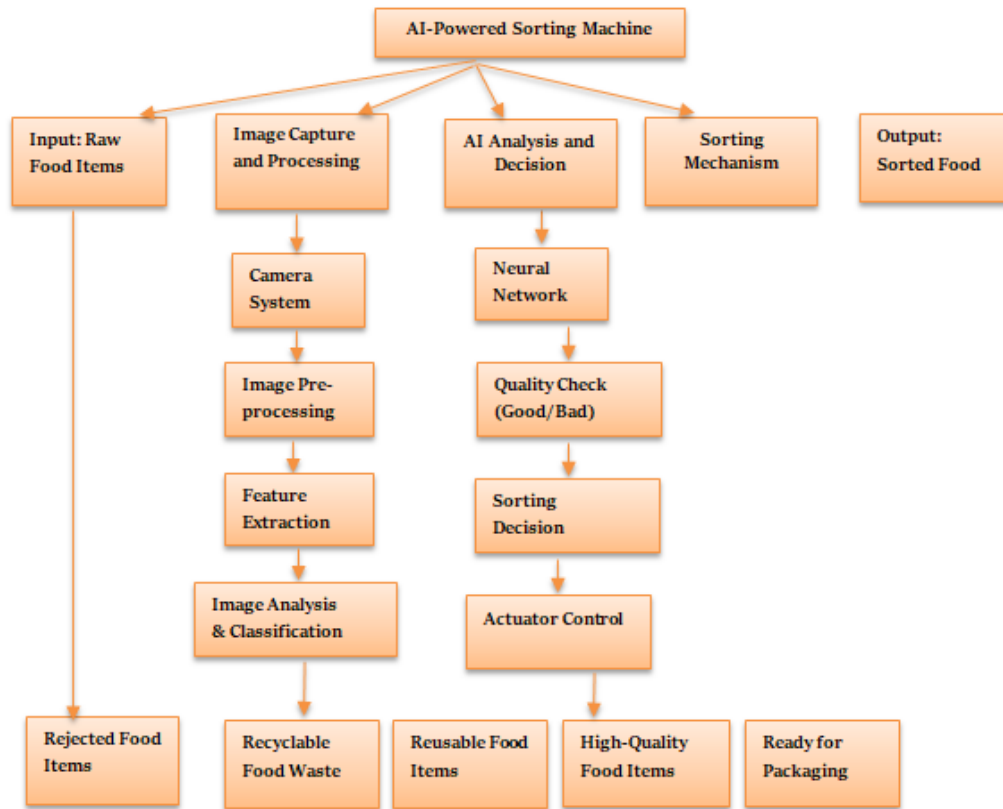 AI-Powered Sorting Machine
Input: Raw
Food Items
Image Capture
and Processing
AI Analysis and
Decision
Sorting
Mechanism
Output:
Sorted Food
Camera
System
Neural
Network
Image Pre-
processing
Quality Check
(Good/Bad)
Feature
Extraction
Sorting
Decision
Image Analysis
& Classification
Actuator Control
Rejected Food
Items
Recyclable
Food Waste
Reusable Food
Items
High-Quality
Food Items
Ready for
Packaging